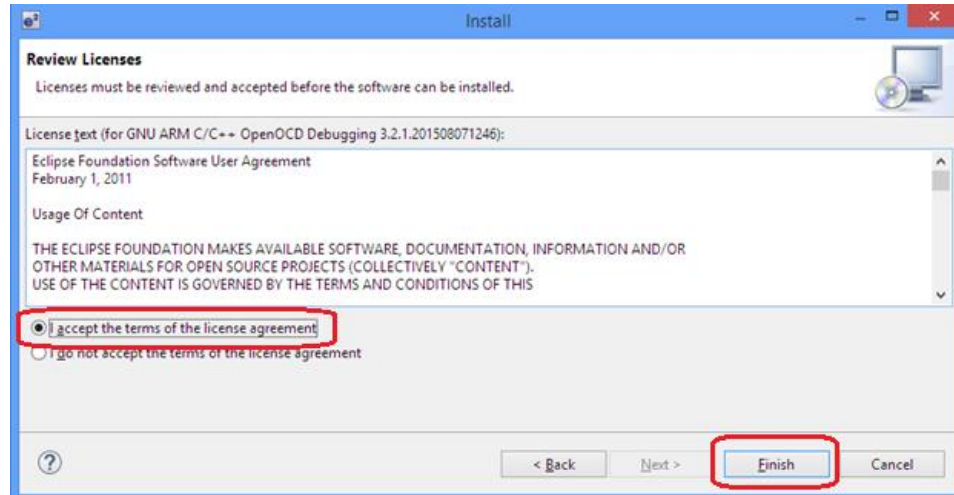 e²
Install
Review Licenses
Licenses must be reviewed and accepted before the software can be installed.
License text (for GNU ARM C/C++ OpenOCD Debugging 3.2.1.201508071246):
Eclipse Foundation Software User Agreement
February 1, 2011
Usage Of Content
THE ECLIPSE FOUNDATION MAKES AVAILABLE SOFTWARE, DOCUMENTATION, INFORMATION AND/OR
OTHER MATERIALS FOR OPEN SOURCE PROJECTS (COLLECTIVELY "CONTENT").
USE OF THE CONTENT IS GOVERNED BY THE TERMS AND CONDITIONS OF THIS
I accept the terms of the license agreement
I do not accept the terms of the license agreement
? < Back Next > Finish Cancel